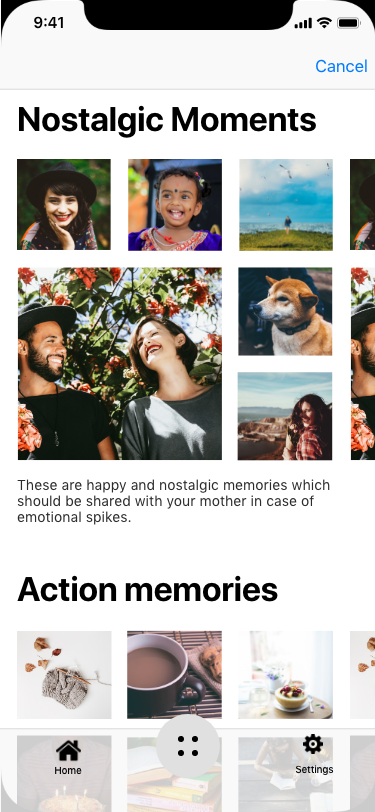 9:41
Cancel
Nostalgic Moments
These are happy and nostalgic memories which
should be shared with your mother in case of
emotional spikes.
Action memories
Home
Settings